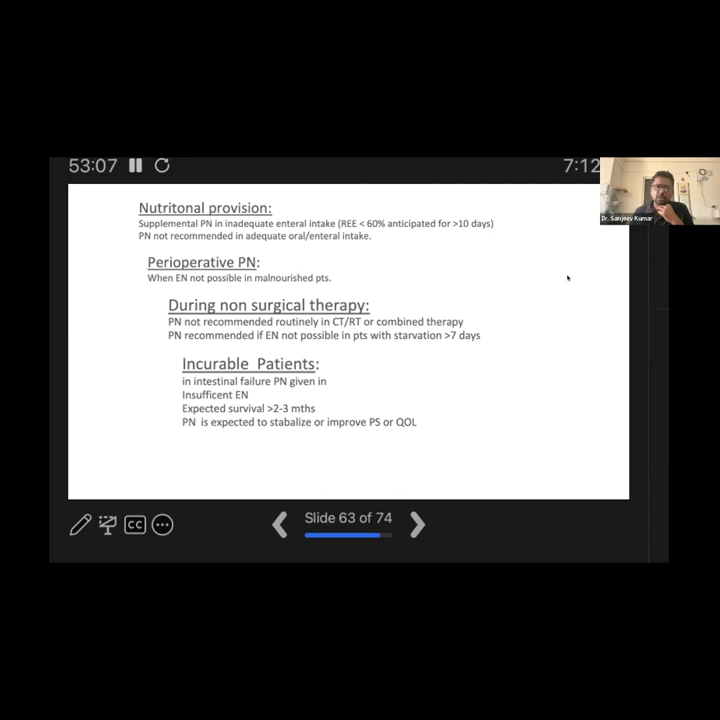 53:07
7:12
Dr. Sanjeev Kumar
Nutritonal provision:
Supplemental PN in inadequate enteral intake (REE < 60% anticipated for >10 days)
PN not recommended in adequate oral/enteral intake.
Perioperative PN:
When EN not possible in malnourished pts.
During non surgical therapy:
PN not recommended routinely in CT/RT or combined therapy
PN recommended if EN not possible in pts with starvation >7 days
Incurable Patients:
in intestinal failure PN given in
Insufficent EN
Expected survival >2-3 mths
PN is expected to stabalize or improve PS or QOL
CC
Slide 63 of 74